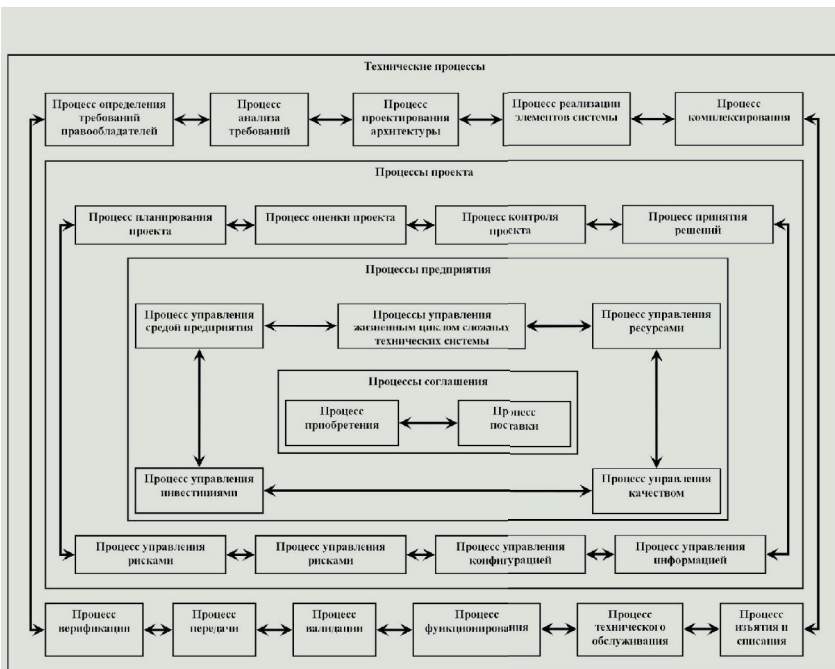 Технические процессы
Процесс определения
требований
правообладателей
Процесс
анализа
требований
Процесс
проектирования
архитектуры
Процесс реализации
элементов системы
Процесс
комплексирования
Процессы проекта
Процесс планирования
проекта
Процесс оценки проекта
Процесс контроля
проекта
Процесс принятия
решений
Процессы предприятия
Процесс управления
средой предприятия
Процессы управления
жизненным циклом сложных
технических системы
Процесс управления
ресурсами
Процессы соглашения
Процесс
приобретения
Процесс
поставки
Процесс управления
инвестициями
Процесс управления
качеством
Процесс управления
рисками
Процесс управления
рисками
Процесс управления
конфигурацией
Процесс управления
информацией
Процесс
верификации
Процесс
передачи
Процесс
валидации
Процесс
функционирования
Процесс
технического
обслуживания
Процесс
изъятия и
списания